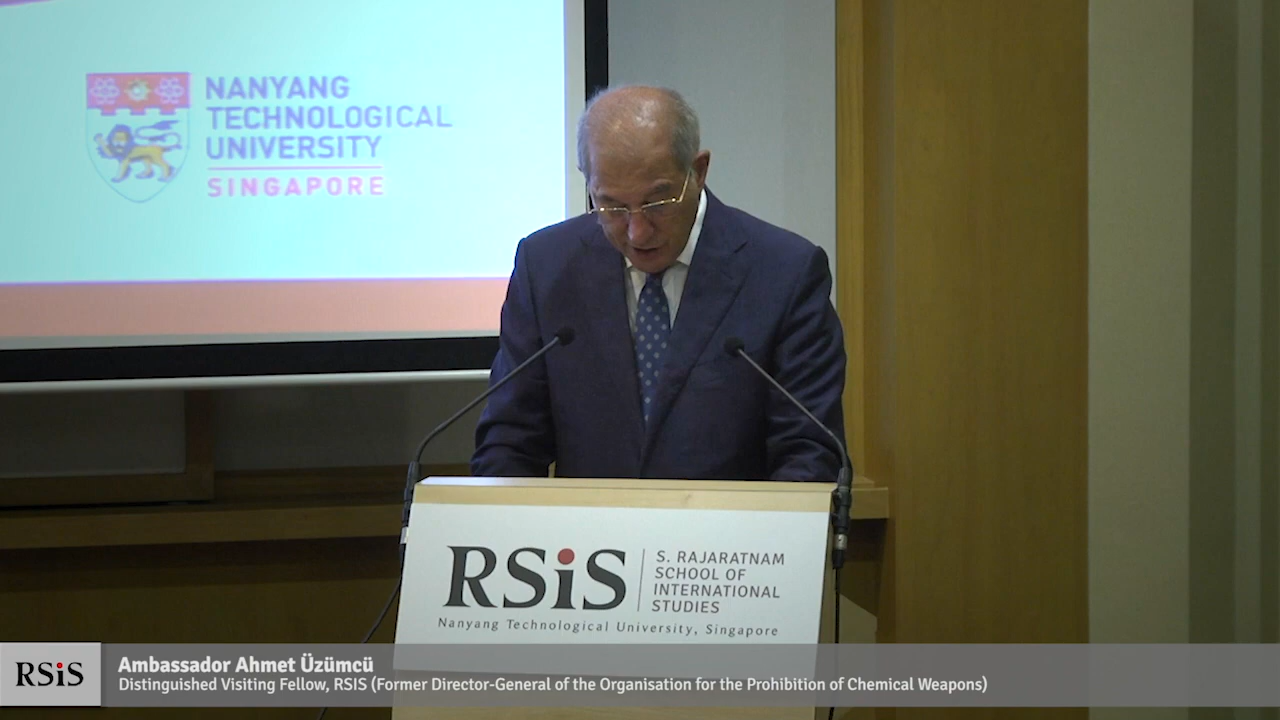 NANYANG
TECHNOLOGICAL
UNIVERSITY
SINGAPORE
RSiS
S. RAJARATNAM
SCHOOL OF
INTERNATIONAL
STUDIES
Nanyang Technological University, Singapore
RSiS
Ambassador Ahmet Üzümcü
Distinguished Visiting Fellow, RSIS (Former Director-General of the Organisation for the Prohibition of Chemical Weapons)